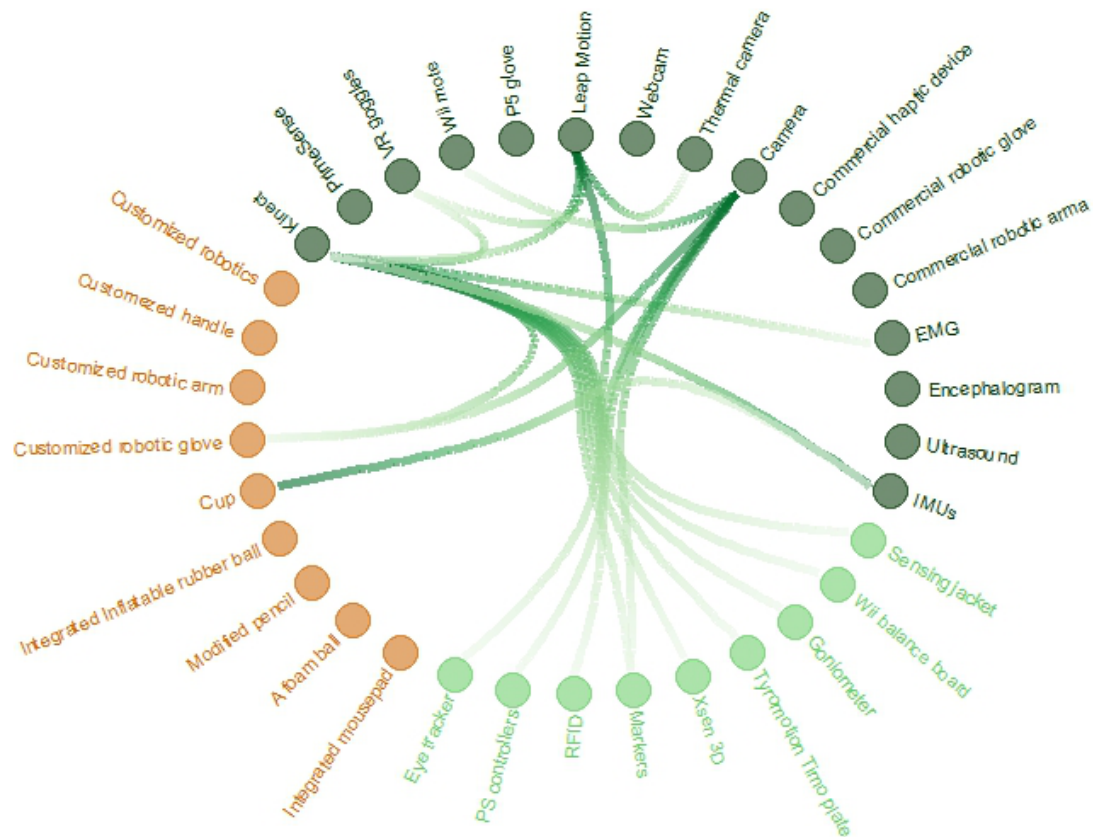 Kinect
PrimeSense
VR goggles
Wii mote
P5 glove
Leap Motion
Webcam
Thermal camera
Camera
Commercial haptic device
Commercial robotic glove
Commercial robotic arma
EMG
Encephalogram
Ultrasound
IMUs
Sensing jacket
Wii balance board
Goniometer
Tyromotion Timo plate
Xsen 3D
Markers
RFID
PS controllers
Eye tracker
Integrated mousepad
A foam ball
Modified pencil
Integrated Inflatable rubber ball
Cup
Customized robotic glove
Customized robotic arm
Customezed handle
Customized robotics